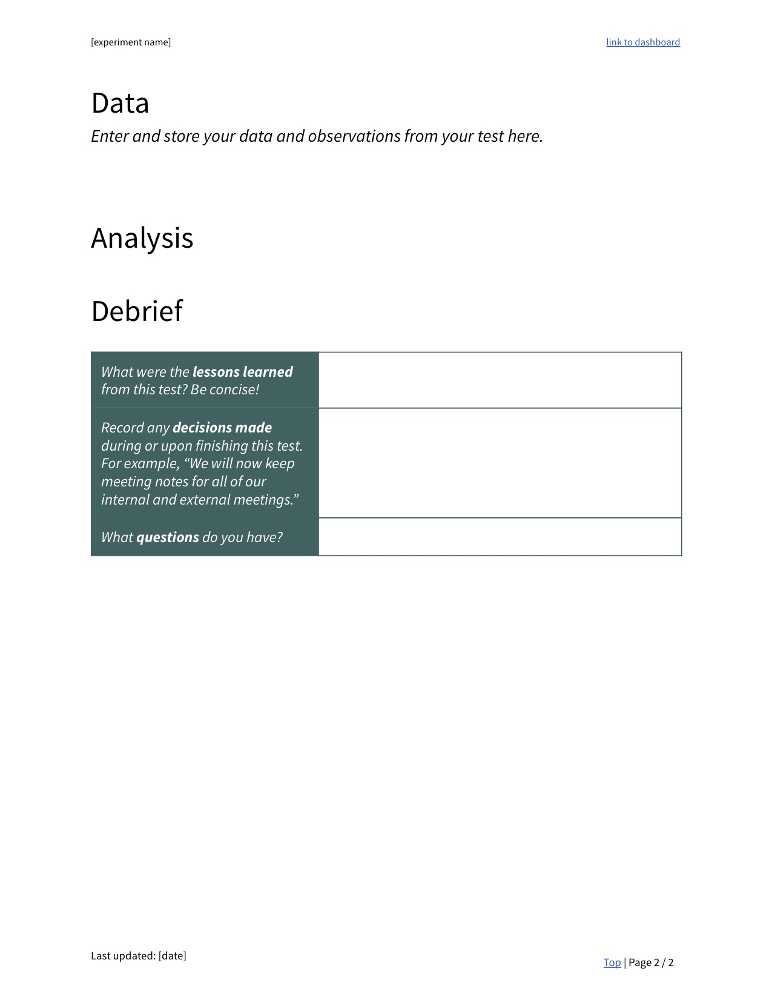 [experiment name]
link to dashboard
Data
Enter and store your data and observations from your test here.
Analysis
Debrief
What were the lessons learned
from this test? Be concise!
Record any decisions made
during or upon finishing this test.
For example, “We will now keep
meeting notes for all of our
internal and external meetings.”
What questions do you have?
Last updated: [date]
Top | Page 2 / 2